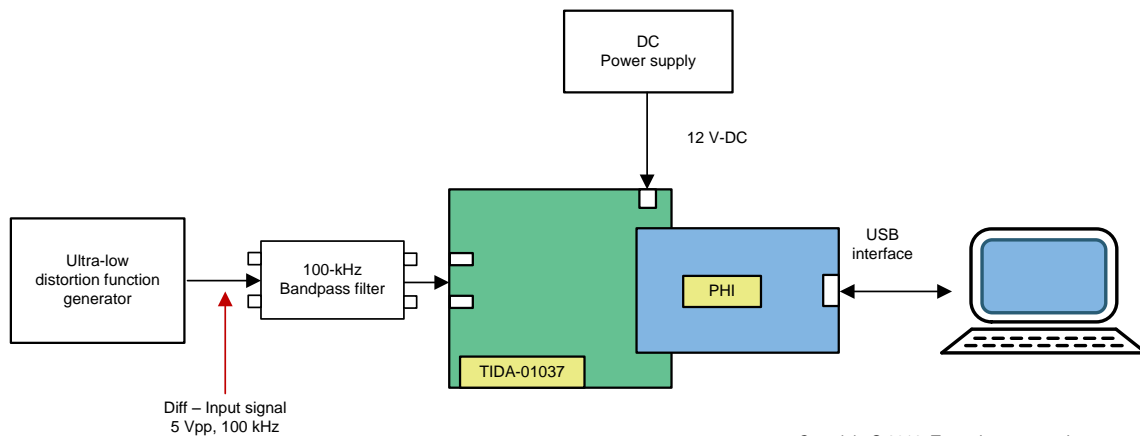 DC
Power supply
12 V-DC
Ultra-low
distortion function
generator
100-kHz
Bandpass filter
USB
interface
PHI
TIDA-01037
Diff – Input signal
5 Vpp, 100 kHz